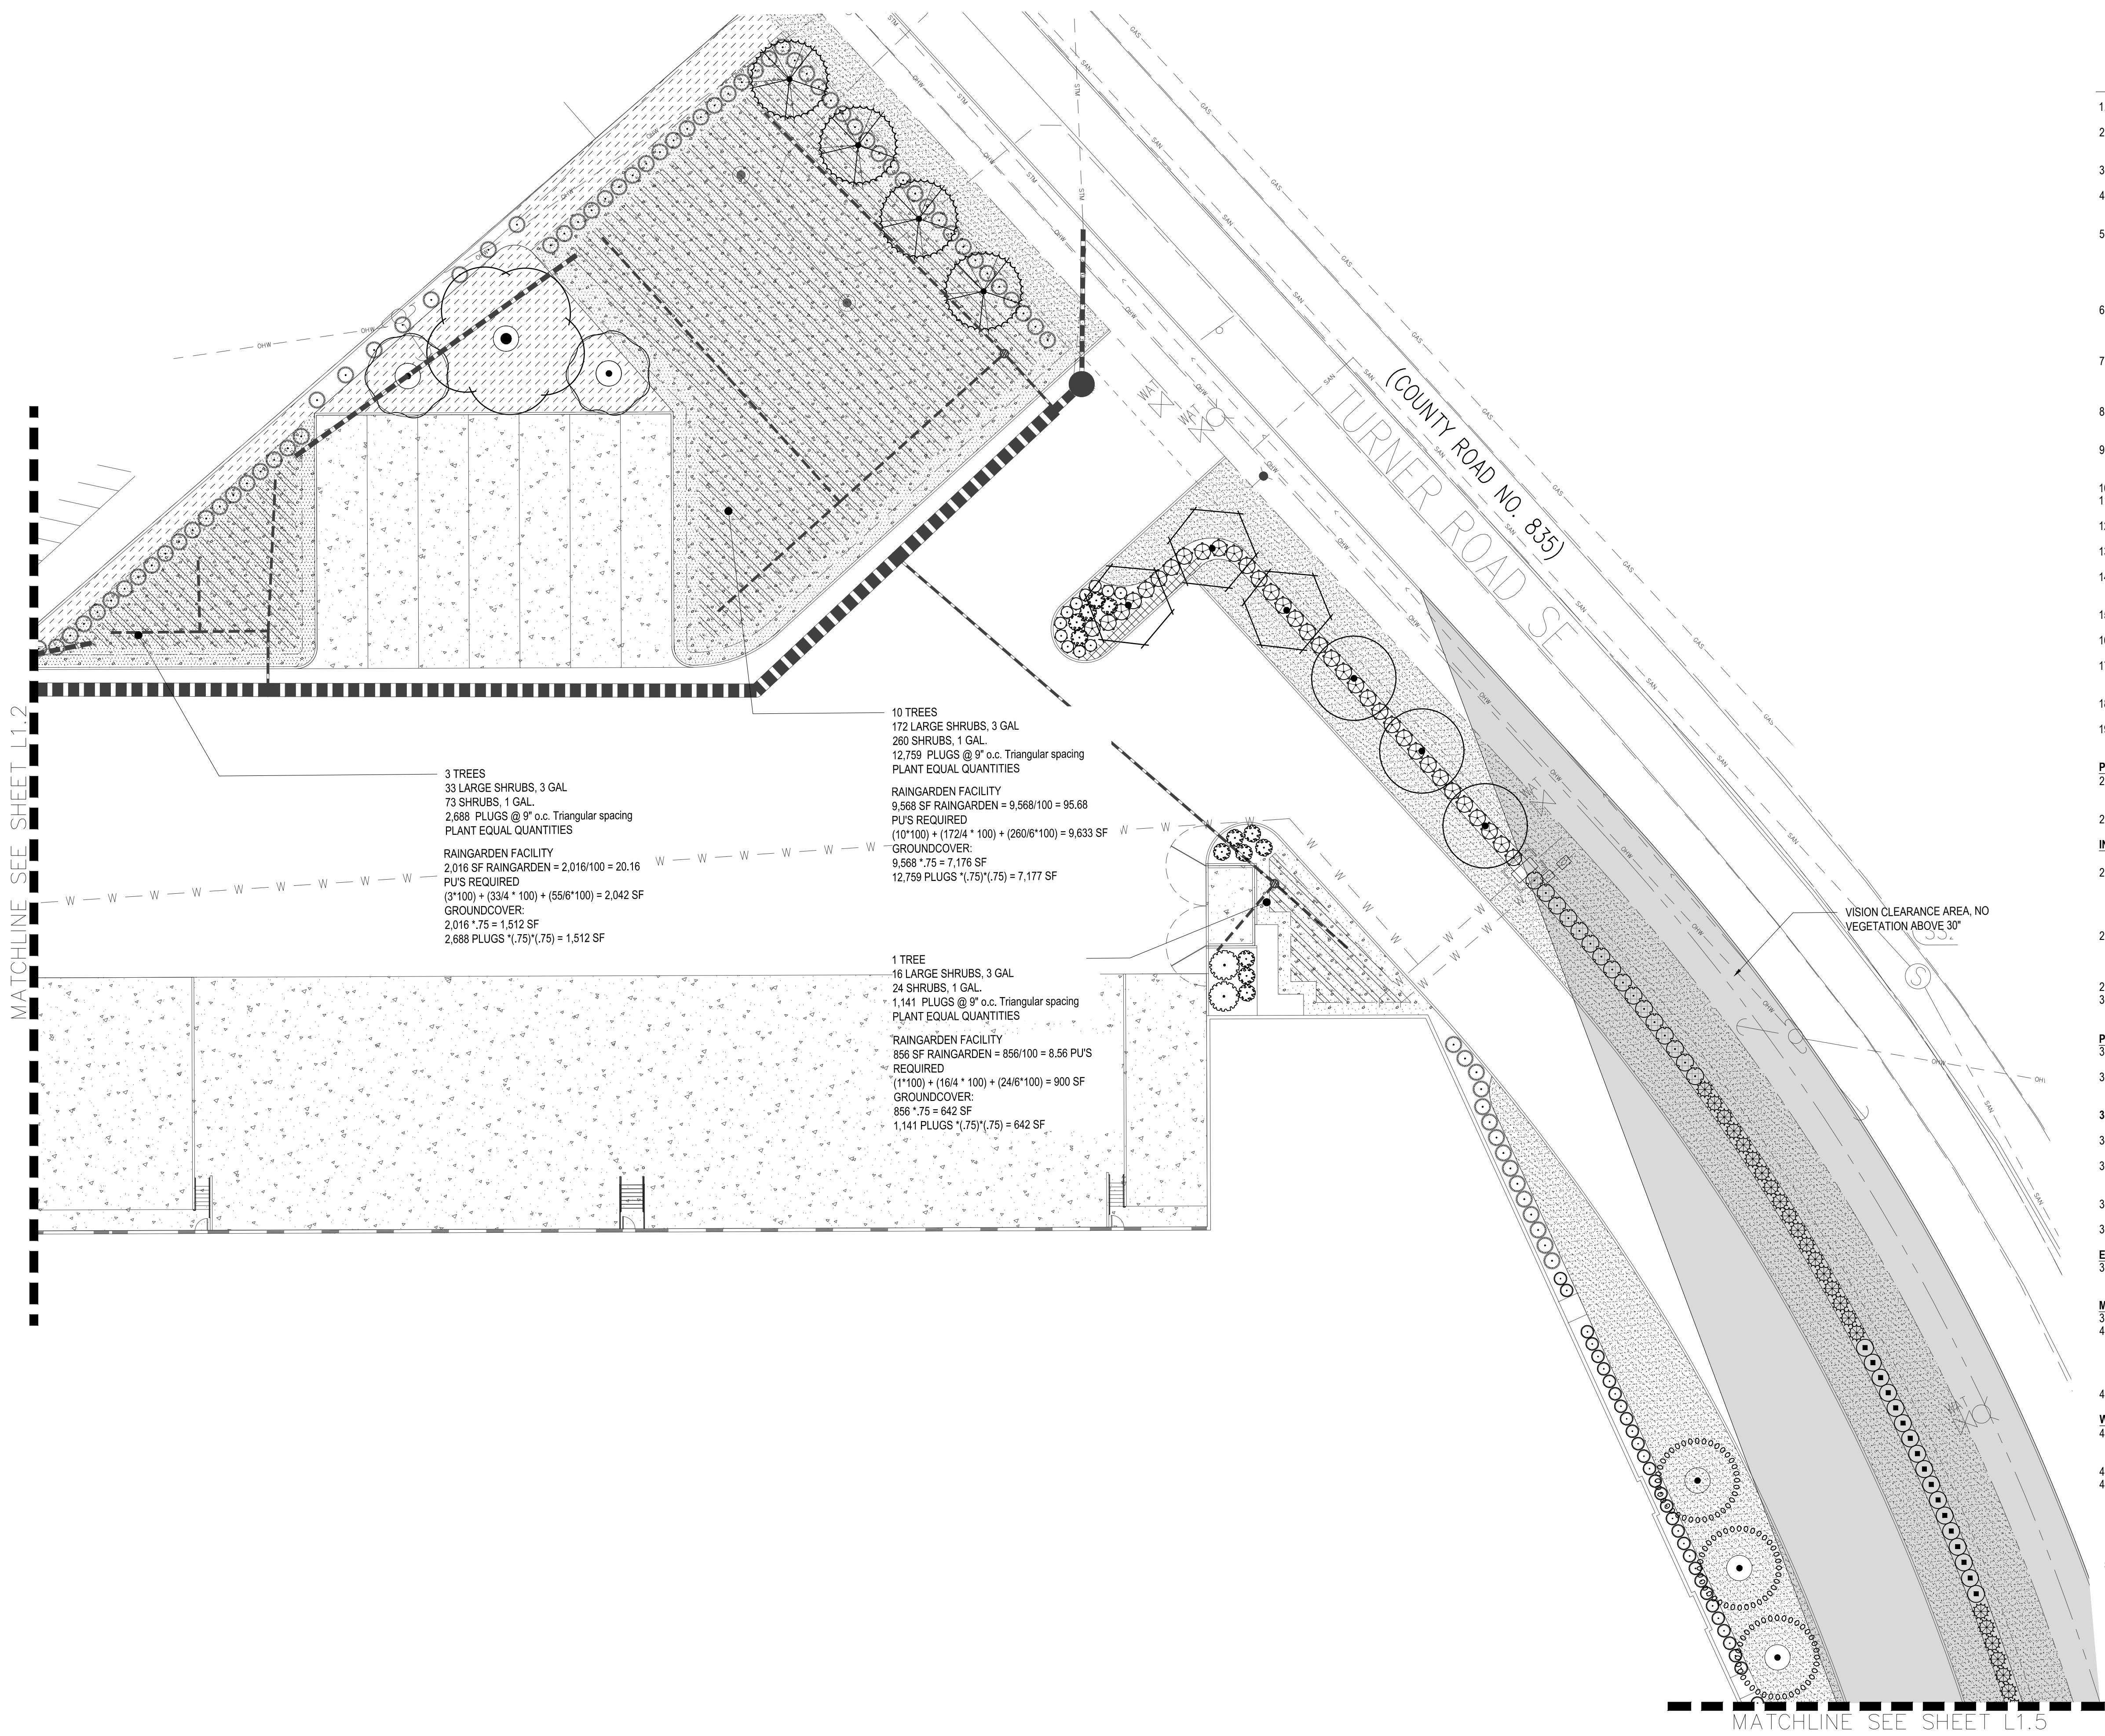 MATCHLINE SEE SHEET L1.2
3 TREES
33 LARGE SHRUBS, 3 GAL
73 SHRUBS, 1 GAL.
2,688 PLUGS @ 9" o.c. Triangular spacing
PLANT EQUAL QUANTITIES
RAINGARDEN FACILITY
2,016 SF RAINGARDEN = 2,016/100 = 20.16
PU'S REQUIRED
(3*100) + (33/4 * 100) + (55/6*100) = 2,042 SF
GROUNDCOVER:
2,016 *.75 = 1,512 SF
2,688 PLUGS *(.75)*(.75) = 1,512 SF
10 TREES
172 LARGE SHRUBS, 3 GAL
260 SHRUBS, 1 GAL.
12,759 PLUGS @ 9" o.c. Triangular spacing
PLANT EQUAL QUANTITIES
RAINGARDEN FACILITY
9,568 SF RAINGARDEN = 9,568/100 = 95.68
PU'S REQUIRED
(10*100) + (172/4 * 100) + (260/6*100) = 9,633 SF
GROUNDCOVER:
9,568 *.75 = 7,176 SF
12,759 PLUGS *(.75)*(.75) = 7,177 SF
1 TREE
16 LARGE SHRUBS, 3 GAL
24 SHRUBS, 1 GAL.
1,141 PLUGS @ 9" o.c. Triangular spacing
PLANT EQUAL QUANTITIES
RAINGARDEN FACILITY
856 SF RAINGARDEN = 856/100 = 8.56 PU'S
REQUIRED
(1*100) + (16/4 * 100) + (24/6*100) = 900 SF
GROUNDCOVER:
856 *.75 = 642 SF
1,141 PLUGS *(.75)*(.75) = 642 SF
(COUNTY ROAD NO. 835)
TURNER ROAD SE
VISION CLEARANCE AREA, NO
VEGETATION ABOVE 30"
MATCHLINE SEE SHEET L1.5